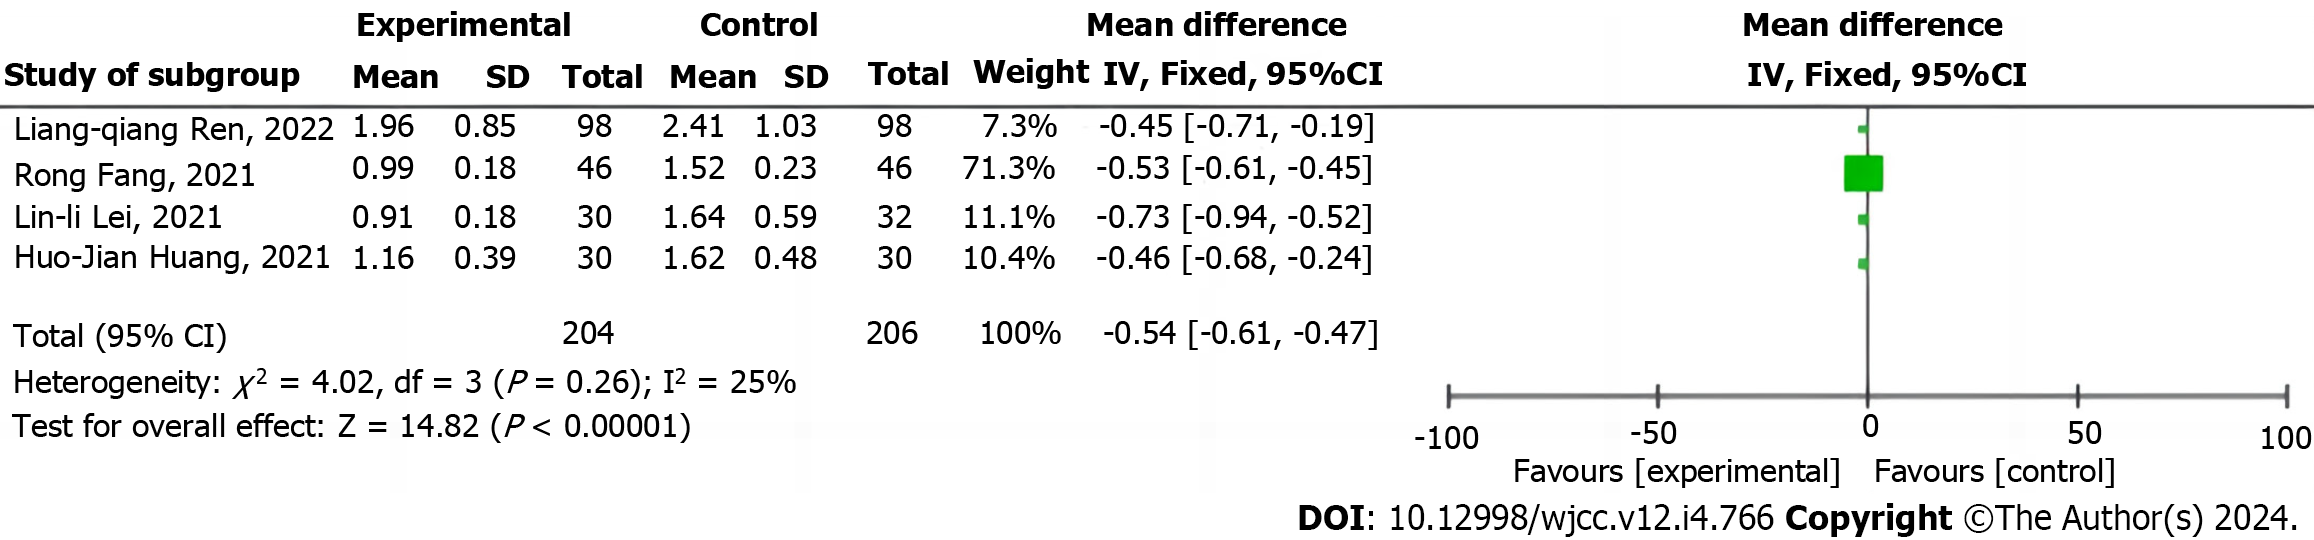 Experimental Control Mean difference Mean difference
Study of subgroup Mean SD Total Mean SD Total Weight IV, Fixed, 95%CI IV, Fixed, 95%CI
Liang-qiang Ren, 2022 1.96 0.85 98 2.41 1.03 98 7.3% -0.45 [-0.71, -0.19]
Rong Fang, 2021 0.99 0.18 46 1.52 0.23 46 71.3% -0.53 [-0.61, -0.45]
Lin-li Lei, 2021 0.91 0.18 30 1.64 0.59 32 11.1% -0.73 [-0.94, -0.52]
Huo-Jian Huang, 2021 1.16 0.39 30 1.62 0.48 30 10.4% -0.46 [-0.68, -0.24]
Total (95% CI) 204 206 100% -0.54 [-0.61, -0.47]
Heterogeneity: χ² = 4.02, df = 3 (P = 0.26); I² = 25%
Test for overall effect: Z = 14.82 (P < 0.00001)
-100 -50 0 50 100
Favours [experimental] Favours [control]
DOI: 10.12998/wjcc.v12.i4.766 Copyright ©The Author(s) 2024.